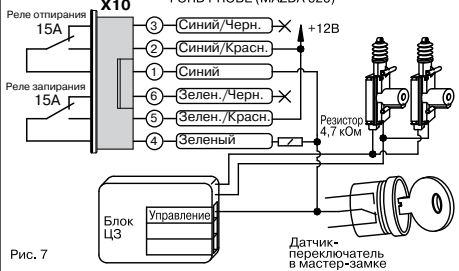 FORD PROBE (MAZDA 626)
X10
Реле отпирания
15А
3 Синий/Черн.
+12В
2 Синий/Красн.
1 Синий
Реле запирания
15А
6 Зелен./Черн.
5 Зелен./Красн.
4 Зеленый
Резистор
4,7 кОм
Блок
ЦЗ
Управление
Датчик-
переключатель
в мастер-замке
Рис. 7